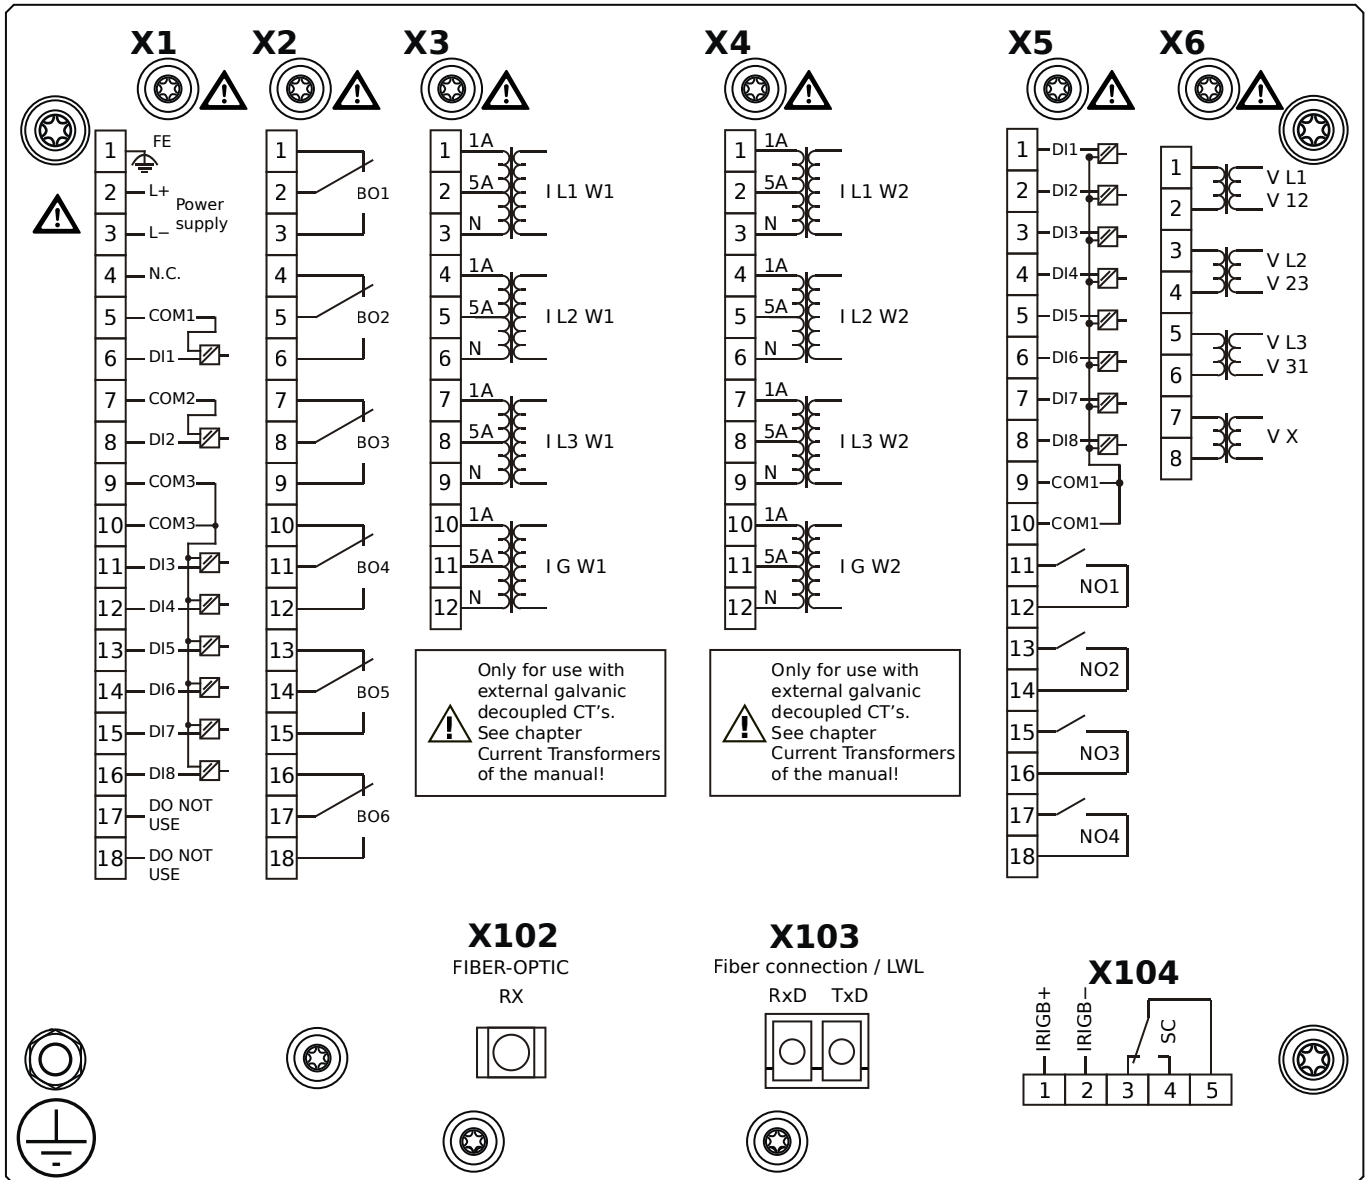 X1
X2
X3
X4
X5
X6
1
FE
2
L+
Power
supply
3
L−
4
N.C.
5
COM1
6
DI1
7
COM2
8
DI2
9
COM3
10
COM3
11
DI3
12
DI4
13
DI5
14
DI6
15
DI7
16
DI8
17
DO NOT
USE
18
DO NOT
USE
1
2
BO1
3
4
5
BO2
6
7
8
BO3
9
10
11
BO4
12
13
14
BO5
15
16
17
BO6
18
1
1A
2
5A
I L1 W1
3
N
4
1A
5
5A
I L2 W1
6
N
7
1A
8
5A
I L3 W1
9
N
10
1A
11
5A
I G W1
12
N
Only for use with
external galvanic
decoupled CT's.
See chapter
Current Transformers
of the manual!
1
1A
2
5A
I L1 W2
3
N
4
1A
5
5A
I L2 W2
6
N
7
1A
8
5A
I L3 W2
9
N
10
1A
11
5A
I G W2
12
N
Only for use with
external galvanic
decoupled CT's.
See chapter
Current Transformers
of the manual!
1
DI1
2
DI2
3
DI3
4
DI4
5
DI5
6
DI6
7
DI7
8
DI8
9
COM1
10
COM1
11
NO1
12
13
NO2
14
15
NO3
16
17
NO4
18
1
V L1
2
V 12
3
V L2
4
V 23
5
V L3
6
V 31
7
V X
8
X102
FIBER-OPTIC
RX
X103
Fiber connection / LWL
RxD TxD
X104
IRIGB+
IRIGB−
SC
1 2 3 4 5